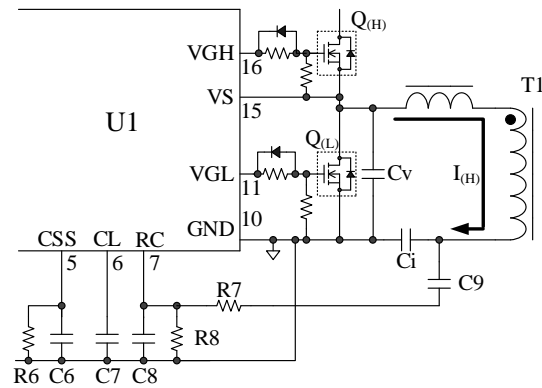 Q(H)
VGH
16
T1
VS
15
U1
Q(L)
I(H)
VGL
11
Cv
GND
10
CSS
CL
RC
5
6
7
Ci
C9
R7
R8
R6
C6
C7
C8